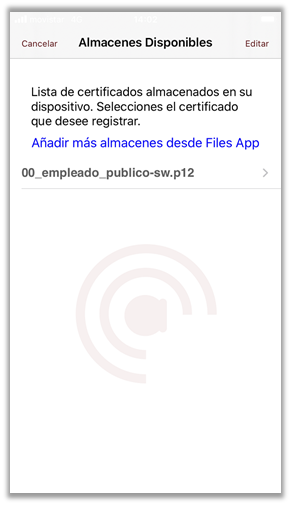 Cancelar Almacenes Disponibles Editar
Lista de certificados almacenados en su
dispositivo. Selecciones el certificado
que desee registrar.
Añadir más almacenes desde Files App
00_empleado_publico-sw.p12